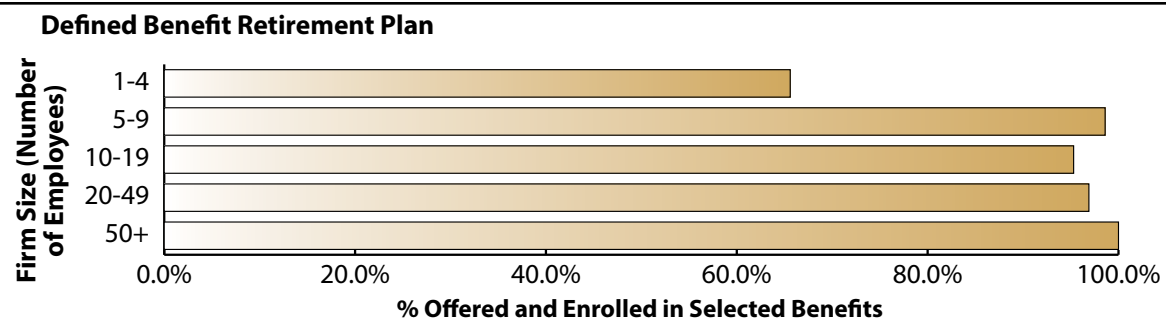 Defined Benefit Retirement Plan
Firm Size (Number
of Employees)
1-4
5-9
10-19
20-49
50+
0.0% 20.0% 40.0% 60.0% 80.0% 100.0%
% Offered and Enrolled in Selected Benefits